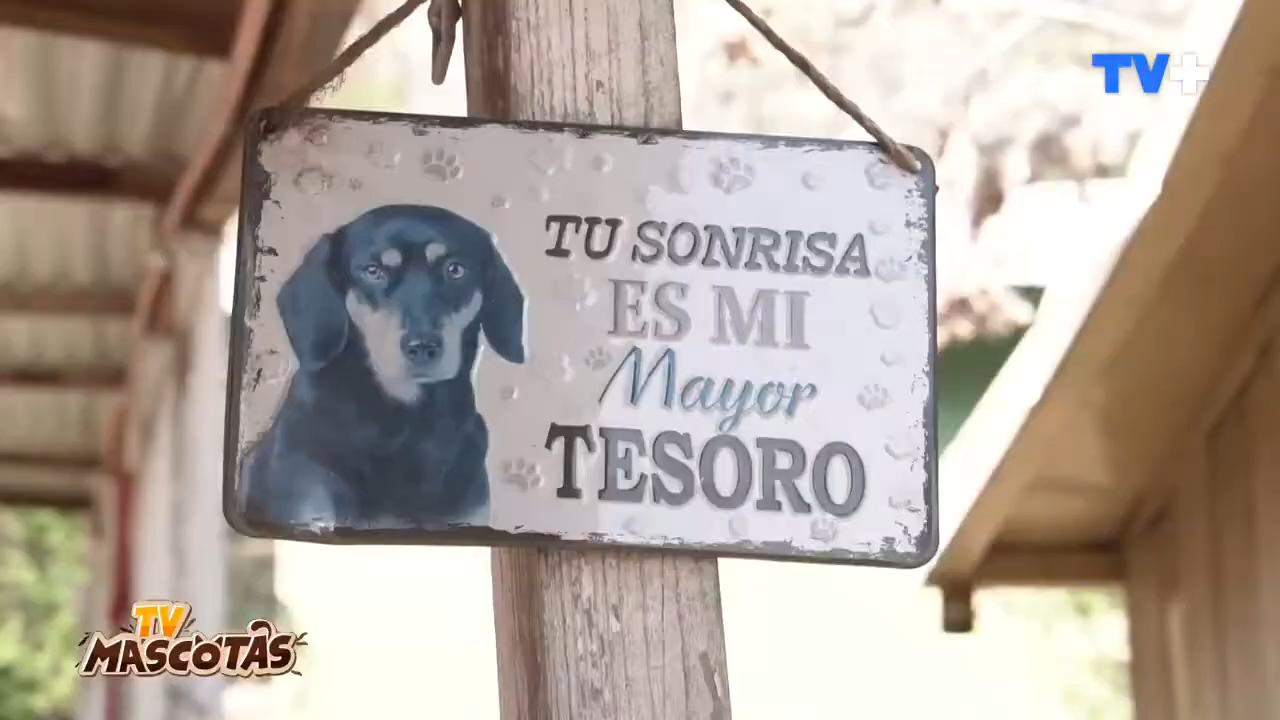 TV+
TU SONRISA
ES MI
Mayor
TESORO
TV
MASCOTAS